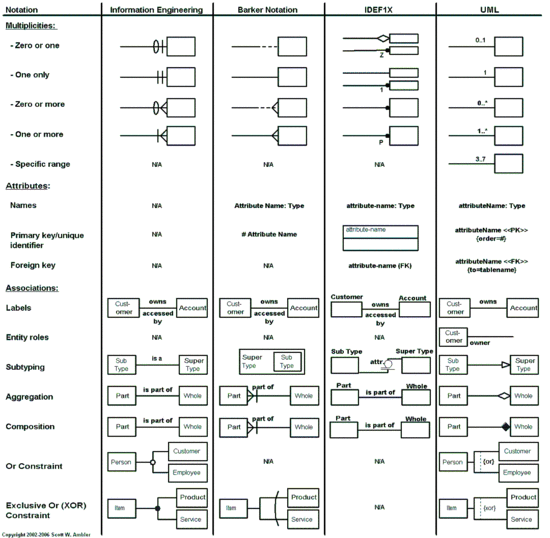 Notation Information Engineering Barker Notation IDEF1X UML
Multiplicities:
- Zero or one 0..1
Z
- One only 1
1
- Zero or more 0..*
- One or more 1..*
P
- Specific range N/A N/A N/A 3..7
Attributes:
Names N/A Attribute Name: Type attribute-name: Type attributeName: Type
Primary key/unique identifier N/A # Attribute Name attribute-name attributeName <<PK>> {order=#}
Foreign key N/A N/A attribute-name (FK) attributeName <<FK>> {to=tablename}
Associations:
Labels Cust-omer owns accessed by Account Cust-omer owns accessed by Account Customer owns accessed by Account Cust-omer owns Account
Entity roles N/A N/A N/A Cust-omer owner
Subtyping Sub Type is a Super Type Super Type Sub Type Sub Type attr. Super Type Sub Type Super Type
Aggregation Part is part of Whole Part part of Whole Part is part of Whole Part Whole
Composition Part is part of Whole Part part of Whole Part is part of Whole Part Whole
Or Constraint Person Customer Employee N/A N/A Person {or} Customer Employee
Exclusive Or (XOR) Constraint Item Product Service Item Product Service N/A Item {xor} Product Service
Copyright 2002-2006 Scott W. Ambler